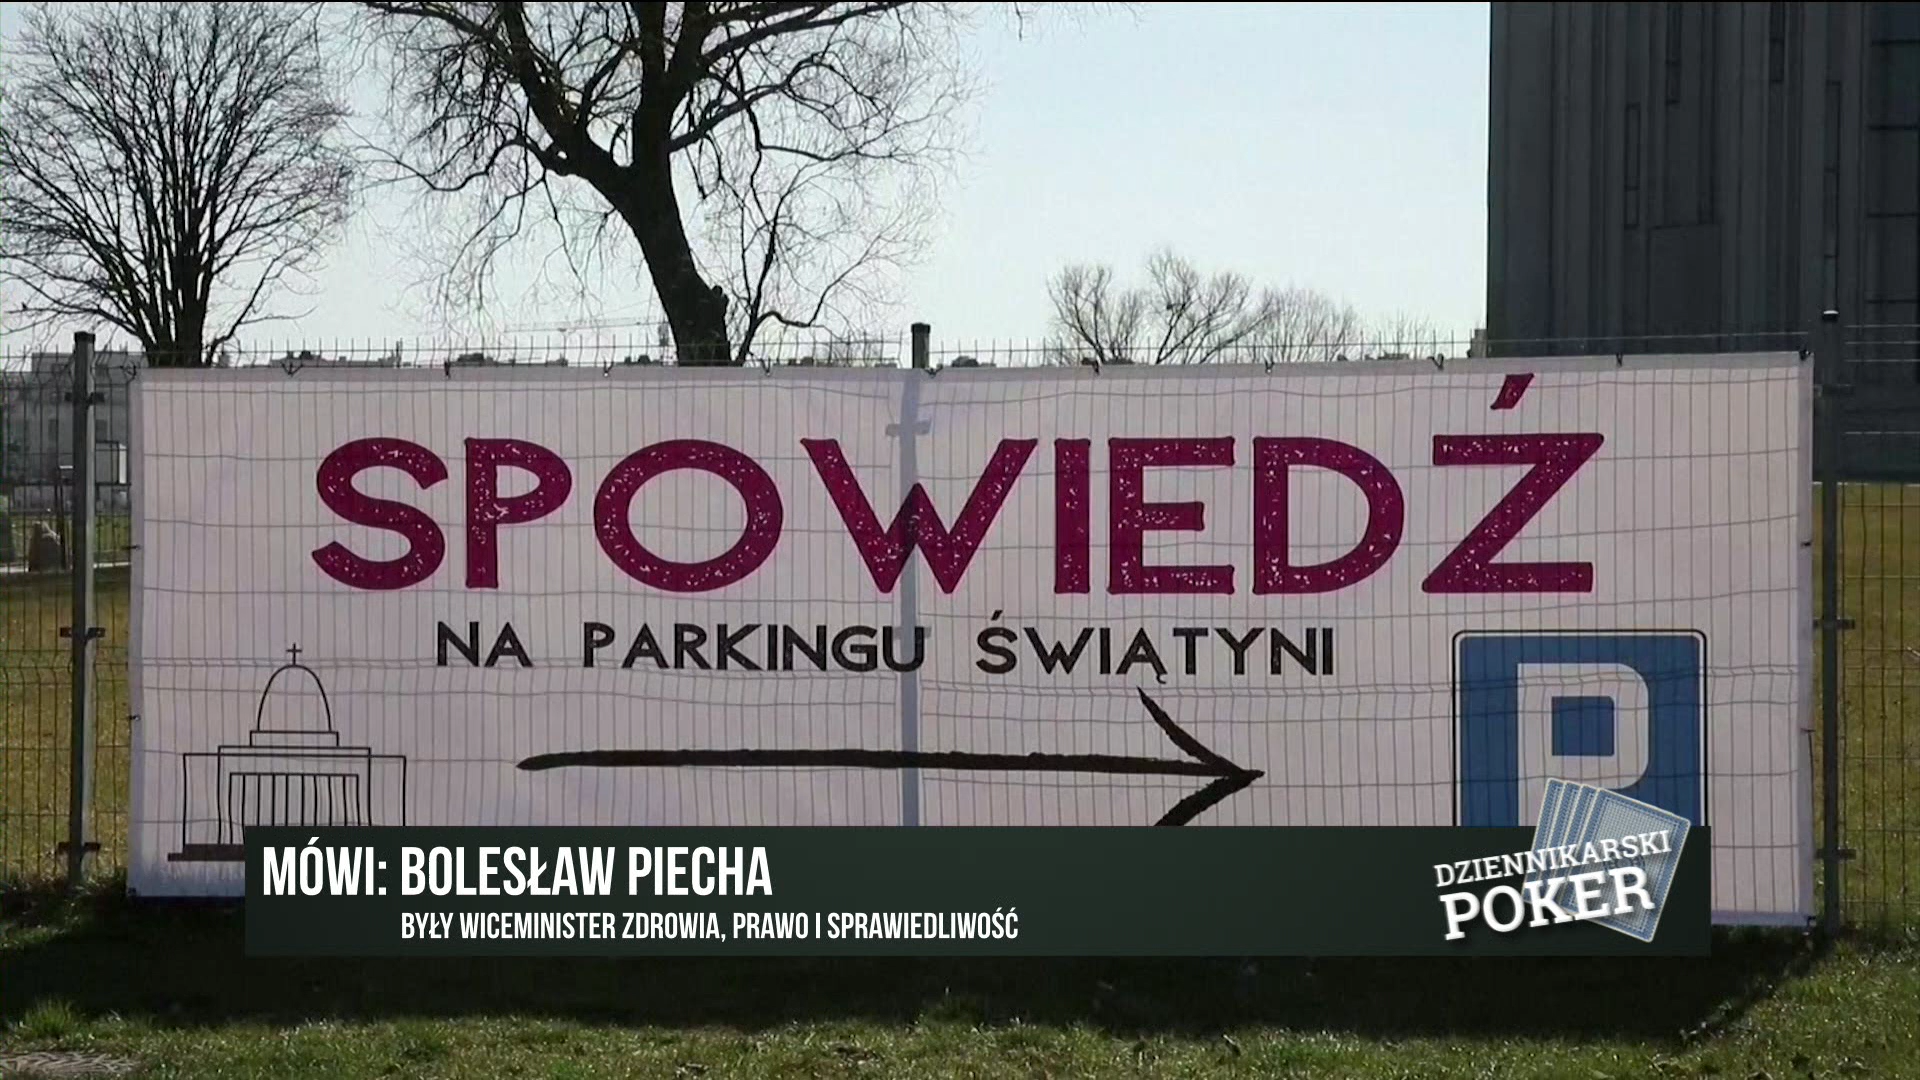 SPOWIEDŹ
NA PARKINGU ŚWIĄTYNI
P
MÓWI: BOLESŁAW PIECHA
BYŁY WICEMINISTER ZDROWIA, PRAWO I SPRAWIEDLIWOŚĆ
DZIENNIKARSKI
POKER